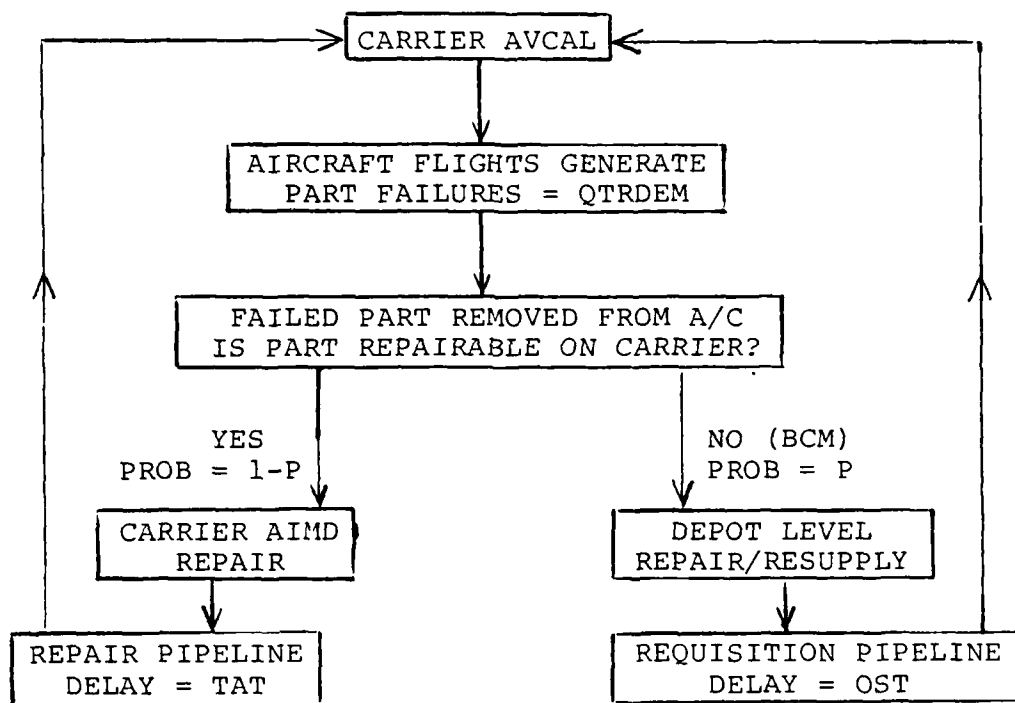 CARRIER AVCAL
AIRCRAFT FLIGHTS GENERATE
PART FAILURES = QTRDEM
FAILED PART REMOVED FROM A/C
IS PART REPAIRABLE ON CARRIER?
YES
PROB = 1-P
NO (BCM)
PROB = P
CARRIER AIMD
REPAIR
DEPOT LEVEL
REPAIR/RESUPPLY
REPAIR PIPELINE
DELAY = TAT
REQUISITION PIPELINE
DELAY = OST